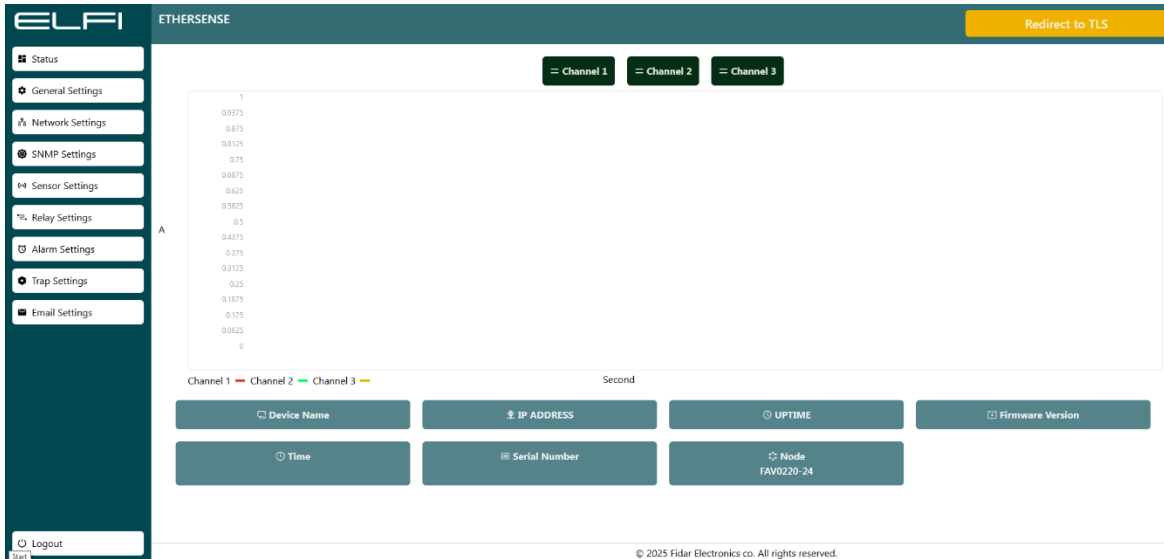 ELFI
ETHERSENSE
Redirect to TLS
Status
General Settings
Network Settings
SNMP Settings
Sensor Settings
Relay Settings
Alarm Settings
Trap Settings
Email Settings
Logout
Start
Channel 1
Channel 2
Channel 3
1
0.9375
0.875
0.8125
0.75
0.6875
0.625
0.5625
0.5
0.4375
0.375
0.3125
0.25
0.1875
0.125
0.0625
0
A
Channel 1 Channel 2 Channel 3
Second
Device Name
IP ADDRESS
UPTIME
Firmware Version
Time
Serial Number
Node
FAV0220-24
© 2025 Fidar Electronics co. All rights reserved.